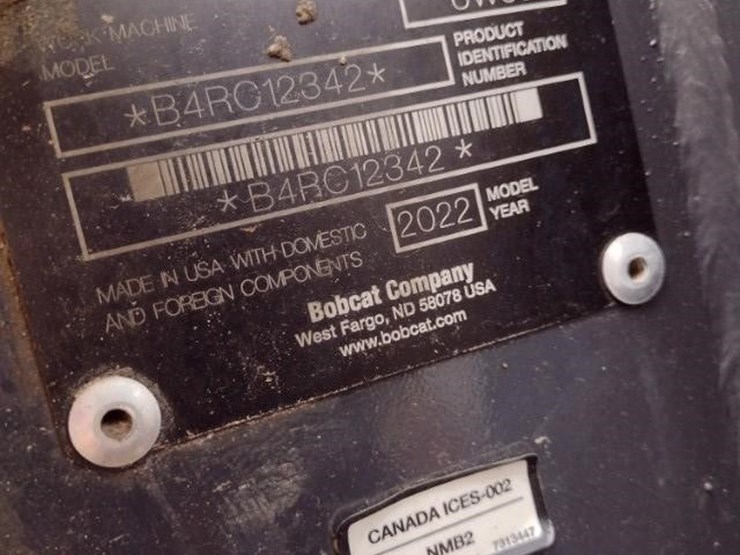 WORK MACHINE
MODEL
PRODUCT
IDENTIFICATION
NUMBER
*B4RC12342*
*B4RC12342*
2022
MODEL
YEAR
MADE IN USA WITH DOMESTIC
AND FOREIGN COMPONENTS
Bobcat Company
West Fargo, ND 58078 USA
www.bobcat.com
CANADA ICES-002
NMB2
7313447